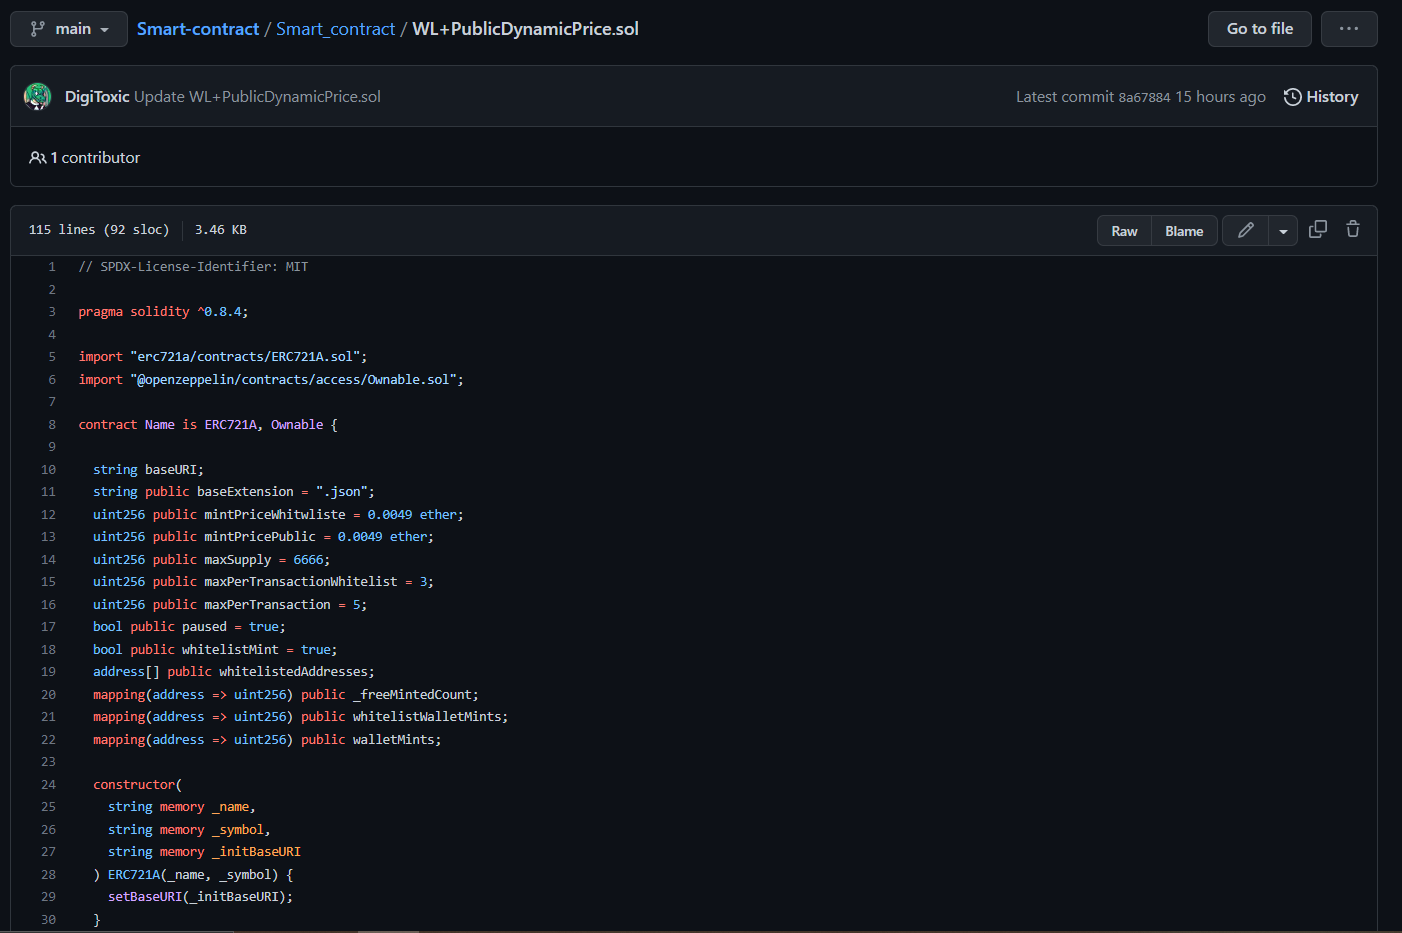 main Smart-contract / Smart_contract / WL+PublicDynamicPrice.sol Go to file ...
DigiToxic Update WL+PublicDynamicPrice.sol Latest commit 8a67884 15 hours ago History
1 contributor
115 lines (92 sloc) 3.46 KB Raw Blame
1 // SPDX-License-Identifier: MIT
2
3 pragma solidity ^0.8.4;
4
5 import "erc721a/contracts/ERC721A.sol";
6 import "@openzeppelin/contracts/access/Ownable.sol";
7
8 contract Name is ERC721A, Ownable {
9
10 string baseURI;
11 string public baseExtension = ".json";
12 uint256 public mintPriceWhitwliste = 0.0049 ether;
13 uint256 public mintPricePublic = 0.0049 ether;
14 uint256 public maxSupply = 6666;
15 uint256 public maxPerTransactionWhitelist = 3;
16 uint256 public maxPerTransaction = 5;
17 bool public paused = true;
18 bool public whitelistMint = true;
19 address[] public whitelistedAddresses;
20 mapping(address => uint256) public _freeMintedCount;
21 mapping(address => uint256) public whitelistWalletMints;
22 mapping(address => uint256) public walletMints;
23
24 constructor(
25 string memory _name,
26 string memory _symbol,
27 string memory _initBaseURI
28 ) ERC721A(_name, _symbol) {
29 setBaseURI(_initBaseURI);
30 }